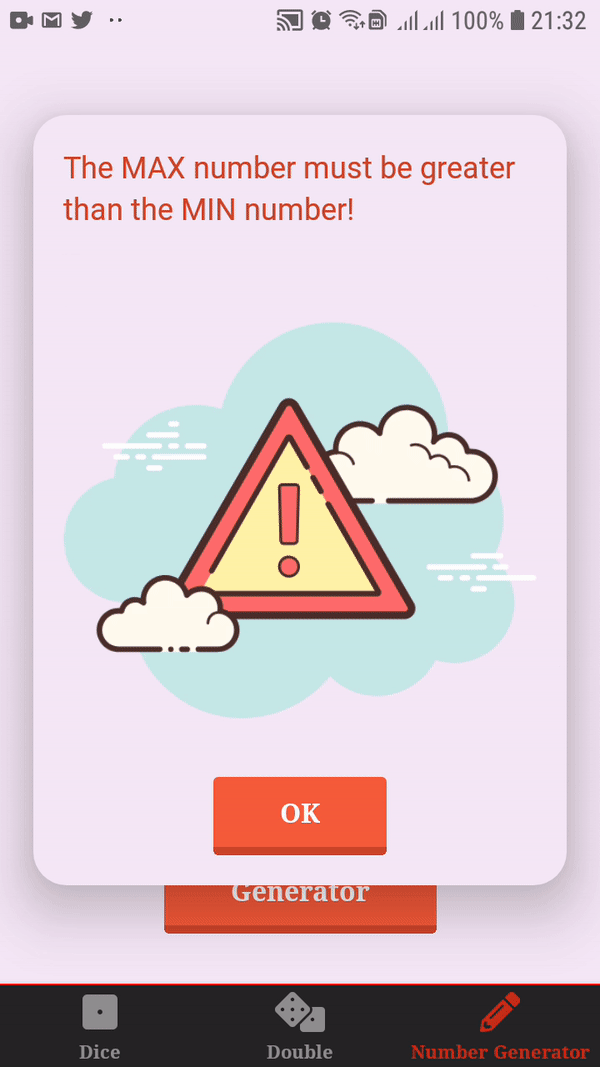 100% 21:32
The MAX number must be greater
than the MIN number!
OK
Generator
Dice
Double
Number Generator